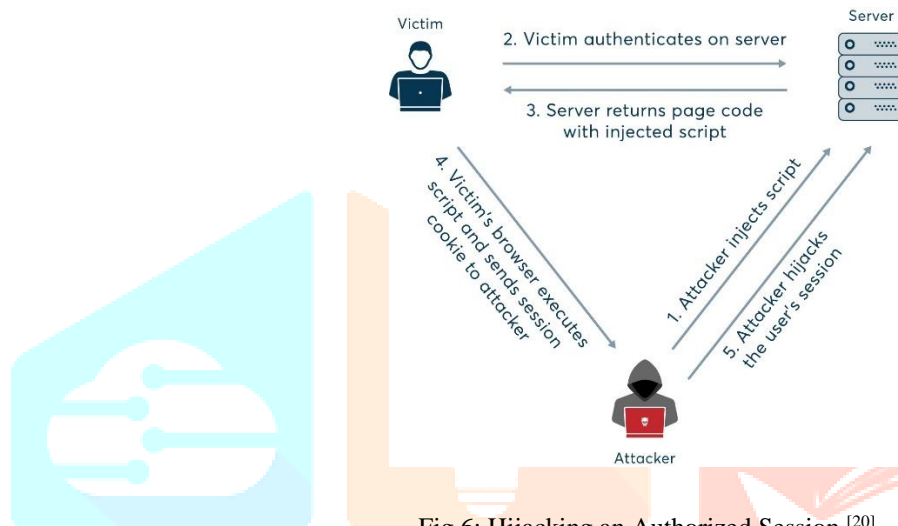 Victim
Server
2. Victim authenticates on server
3. Server returns page code
with injected script
4. Victim's browser executes
script and sends session
cookie to attacker
1. Attacker injects script
5. Attacker hijacks
the user's session
Attacker
Fig 6: Hijacking an Authorized Session [20]